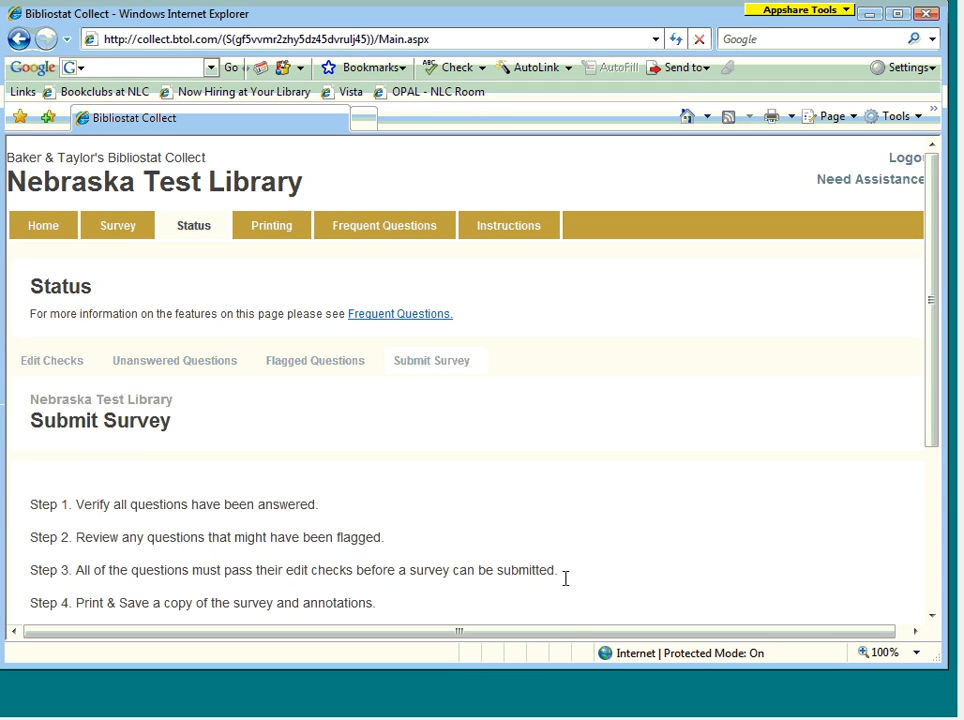 Bibliostat Collect - Windows Internet Explorer
Appshare Tools
http://collect.btol.com/(S(gf5vvmr2zhy5dz45dvrulj45))/Main.aspx
Google
Google G Go Bookmarks ABC Check AutoLink AutoFill Send to Settings
Links Bookclubs at NLC Now Hiring at Your Library Vista OPAL - NLC Room
Bibliostat Collect Page Tools
Baker & Taylor's Bibliostat Collect Logo
Nebraska Test Library
Need Assistance
Home Survey Status Printing Frequent Questions Instructions
Status
For more information on the features on this page please see Frequent Questions.
Edit Checks Unanswered Questions Flagged Questions Submit Survey
Nebraska Test Library
Submit Survey
Step 1. Verify all questions have been answered.
Step 2. Review any questions that might have been flagged.
Step 3. All of the questions must pass their edit checks before a survey can be submitted.
Step 4. Print & Save a copy of the survey and annotations.
Internet | Protected Mode: On 100%